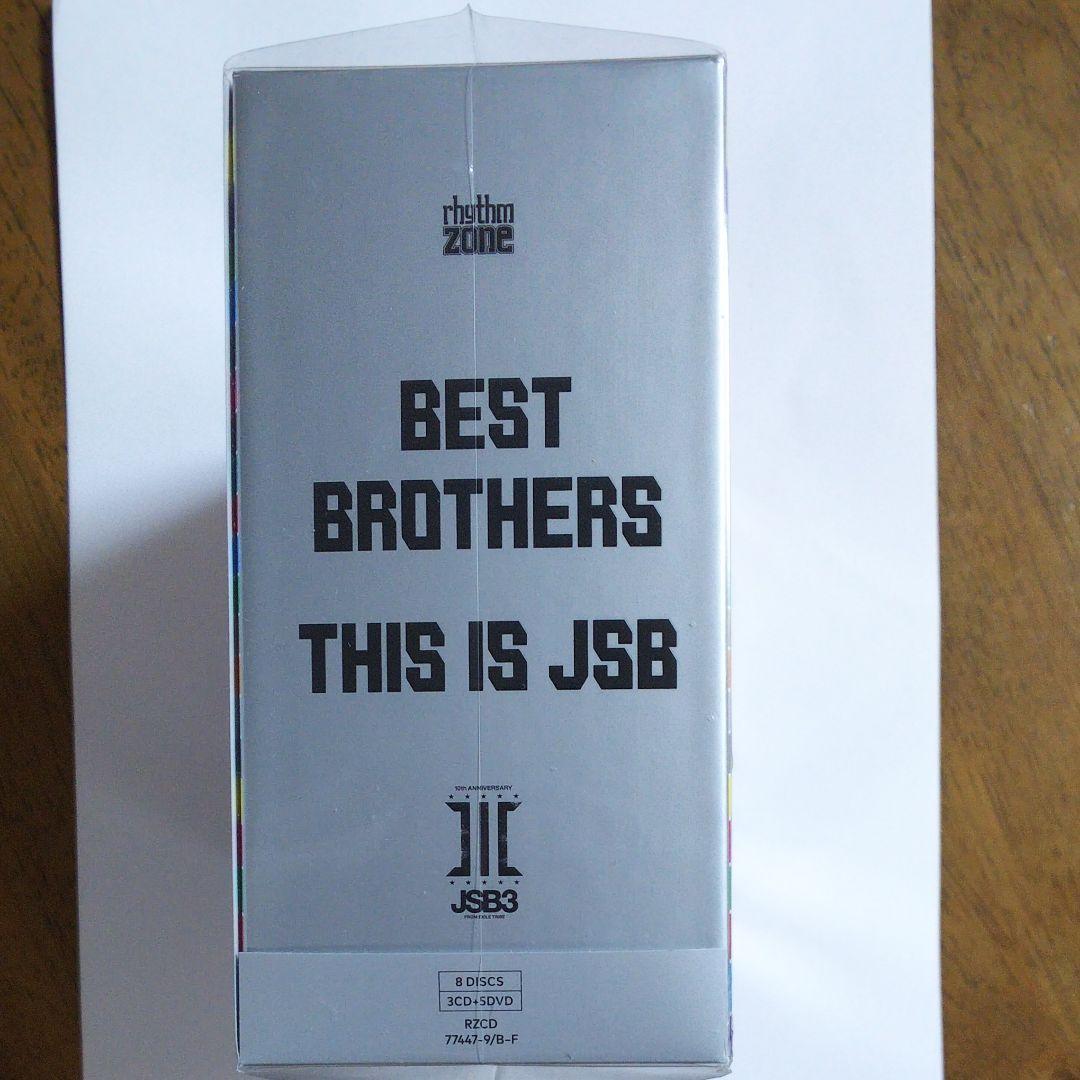 rhythm
zone
BEST
BROTHERS
THIS IS JSB
10th ANNIVERSARY
JSB3
FROM EXILE TRIBE
8 DISCS
3CD+5DVD
RZCD
77447-9/B-F